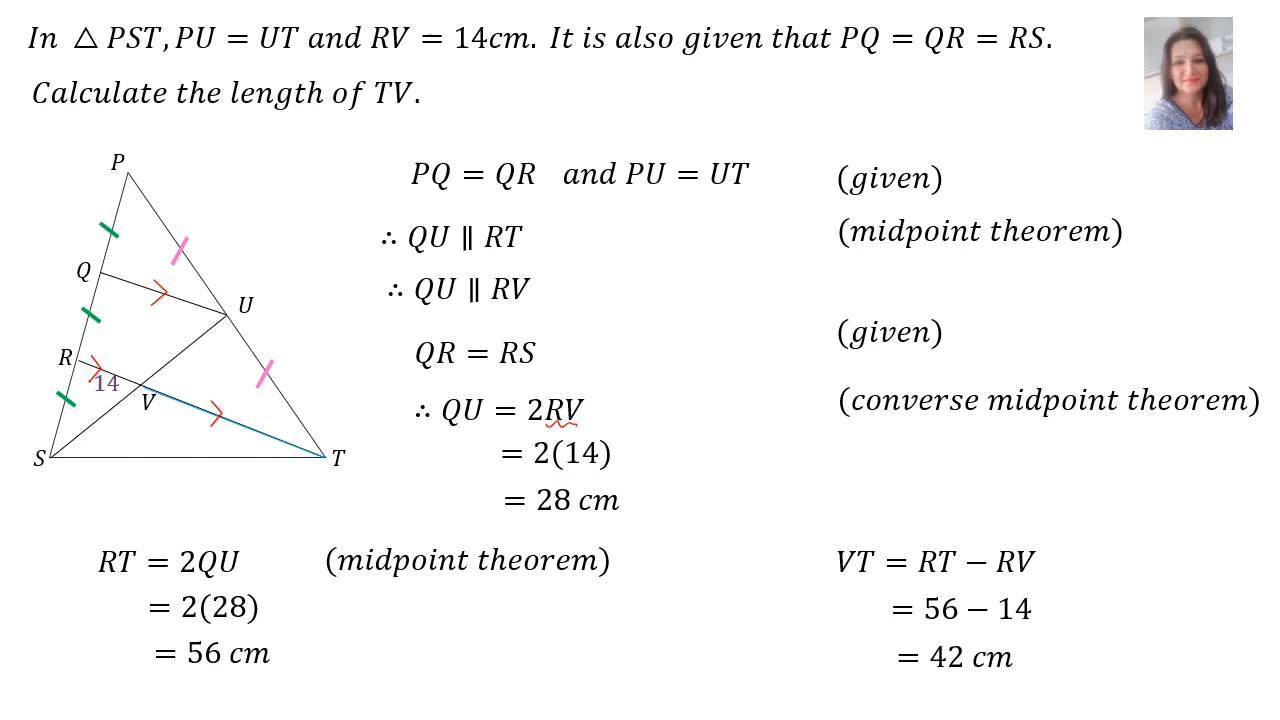 In △ PST, PU = UT and RV = 14cm. It is also given that PQ = QR = RS.
Calculate the length of TV.
P
Q
U
R
14
V
S
T
PQ = QR and PU = UT (given)
∴ QU ∥ RT (midpoint theorem)
∴ QU ∥ RV
QR = RS (given)
∴ QU = 2RV (converse midpoint theorem)
= 2(14)
= 28 cm
RT = 2QU (midpoint theorem)
= 2(28)
= 56 cm
VT = RT − RV
= 56 − 14
= 42 cm